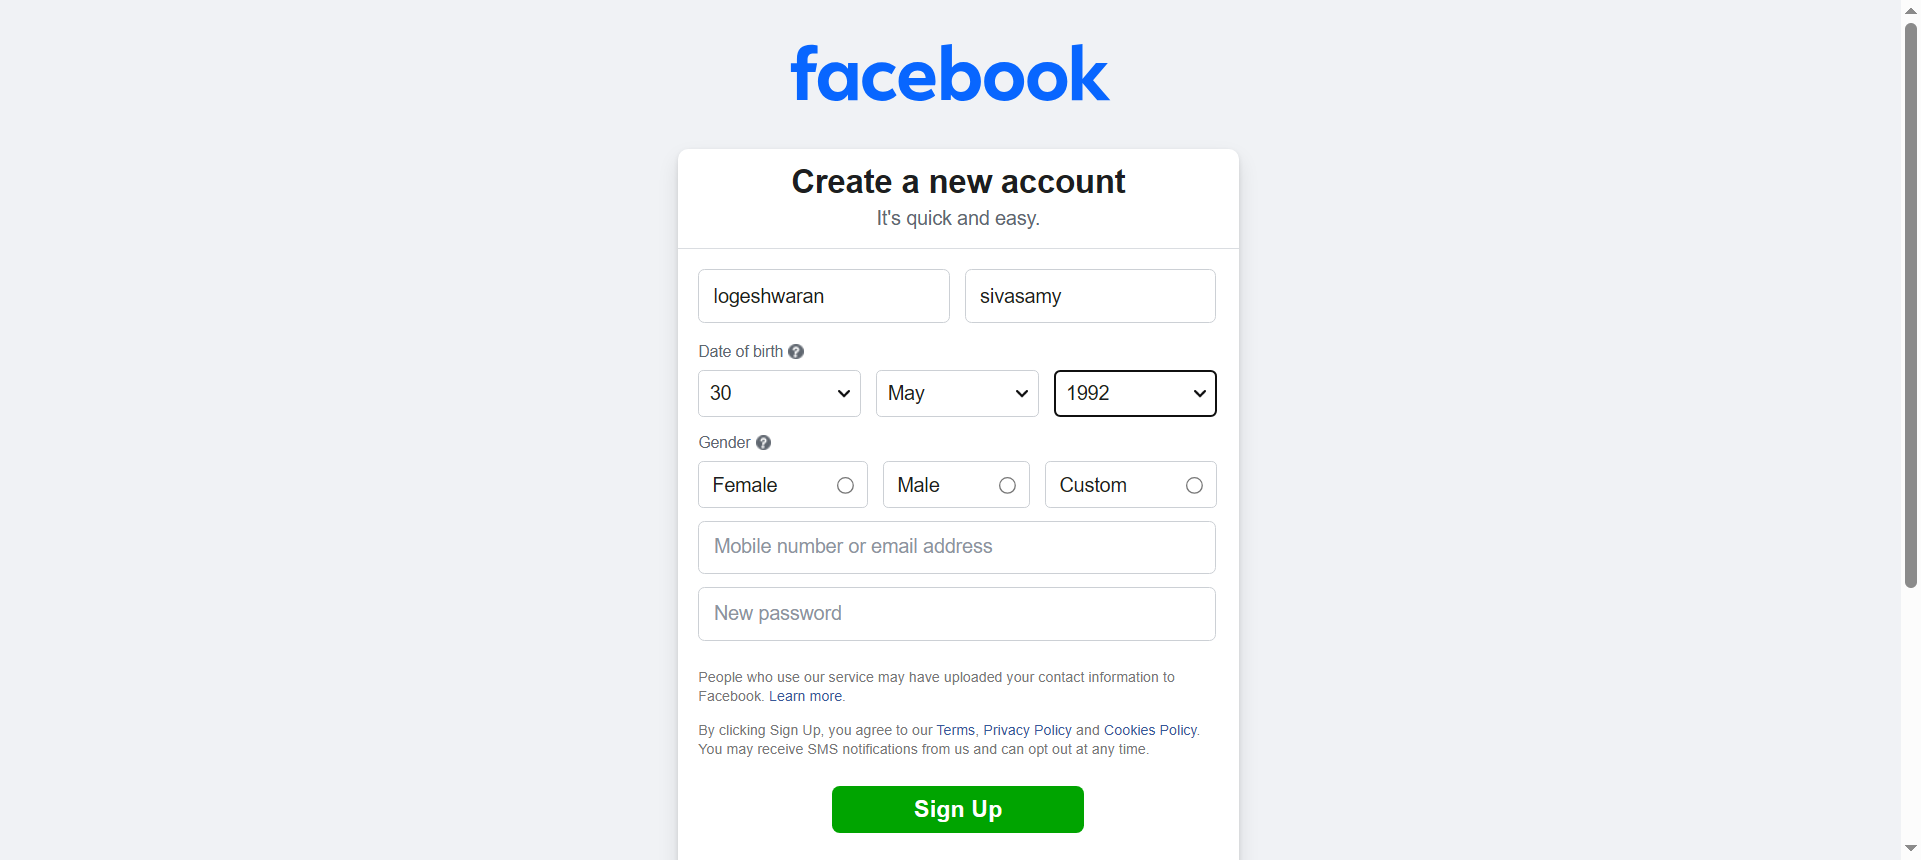 facebook
Create a new account
It's quick and easy.
logeshwaran sivasamy
Date of birth ?
30 May 1992
Gender ?
Female Male Custom
Mobile number or email address
New password
People who use our service may have uploaded your contact information to
Facebook. Learn more.
By clicking Sign Up, you agree to our Terms, Privacy Policy and Cookies Policy.
You may receive SMS notifications from us and can opt out at any time.
Sign Up